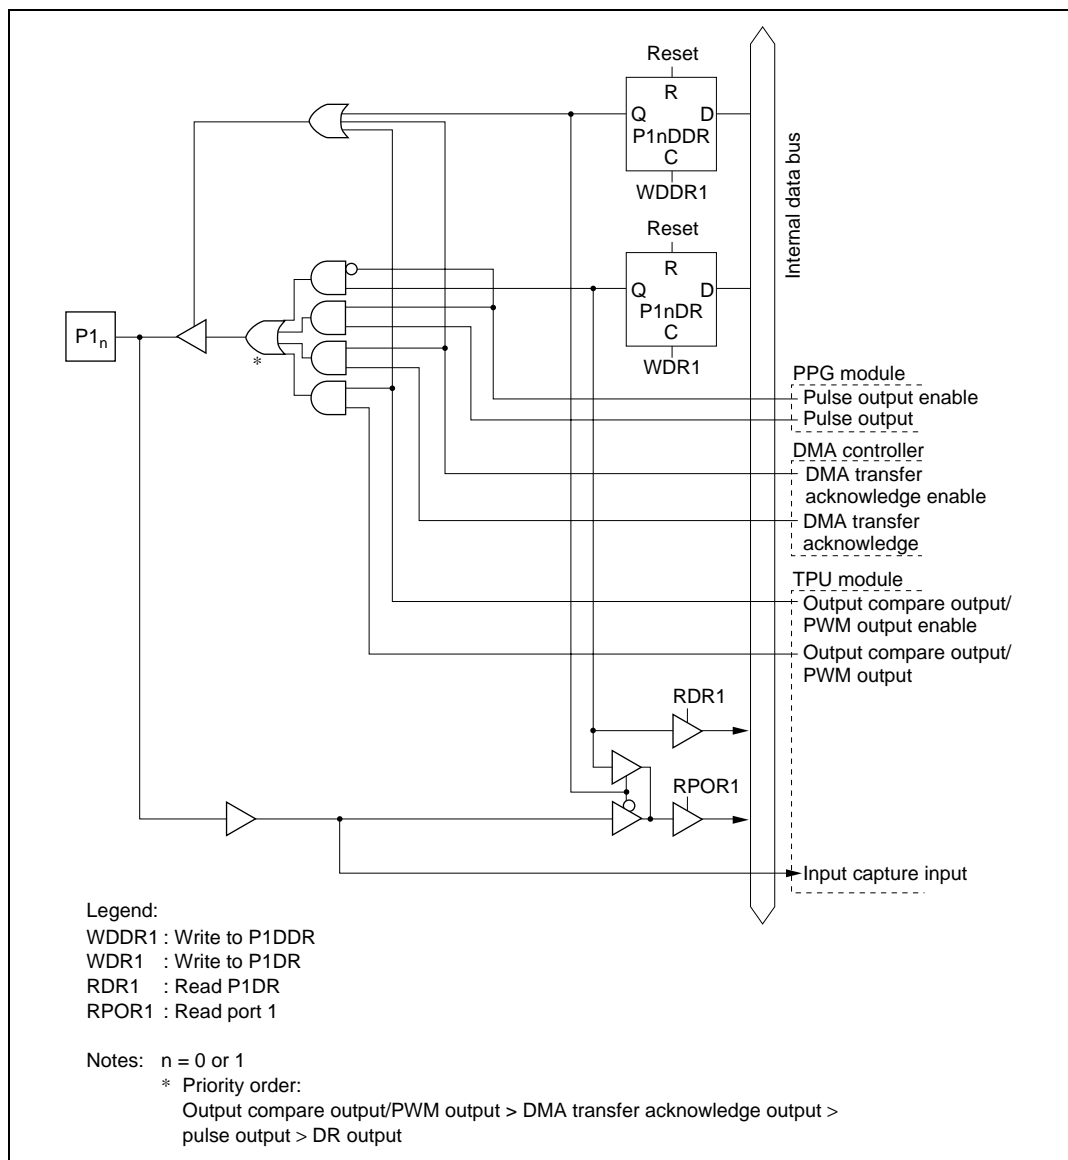 Reset
R
Q D
P1nDDR
C
WDDR1
Internal data bus
Reset
R
Q D
P1nDR
C
WDR1
P1n
*
PPG module
Pulse output enable
Pulse output
DMA controller
DMA transfer
acknowledge enable
DMA transfer
acknowledge
TPU module
Output compare output/
PWM output enable
Output compare output/
PWM output
RDR1
RPOR1
Input capture input
Legend:
WDDR1 : Write to P1DDR
WDR1 : Write to P1DR
RDR1 : Read P1DR
RPOR1 : Read port 1
Notes: n = 0 or 1
* Priority order:
Output compare output/PWM output > DMA transfer acknowledge output >
pulse output > DR output